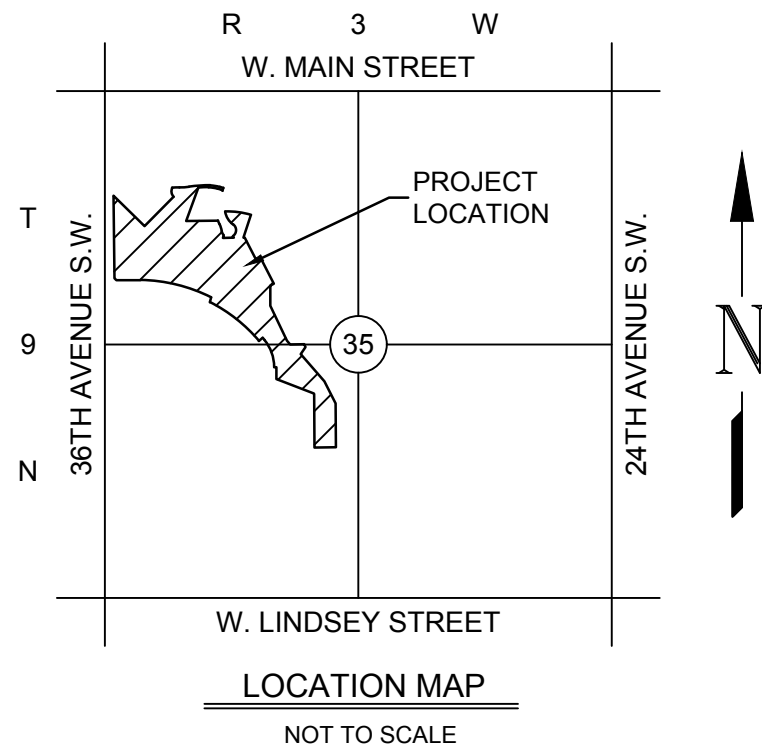 R 3 W
W. MAIN STREET
PROJECT
LOCATION
T
9
N
36TH AVENUE S.W.
35
24TH AVENUE S.W.
N
W. LINDSEY STREET
LOCATION MAP
NOT TO SCALE